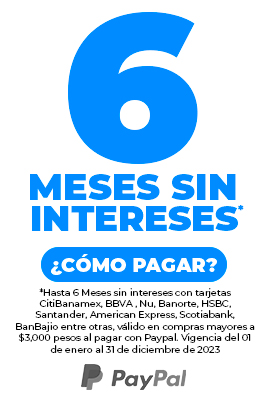 6
MESES SIN
INTERESES*
¿CÓMO PAGAR?
*Hasta 6 Meses sin intereses con tarjetas
CitiBanamex, BBVA , Nu, Banorte, HSBC,
Santander, American Express, Scotiabank,
BanBajio entre otras, válido en compras mayores a
$3,000 pesos al pagar con Paypal. Vigencia del 01
de enero al 31 de diciembre de 2023
PayPal